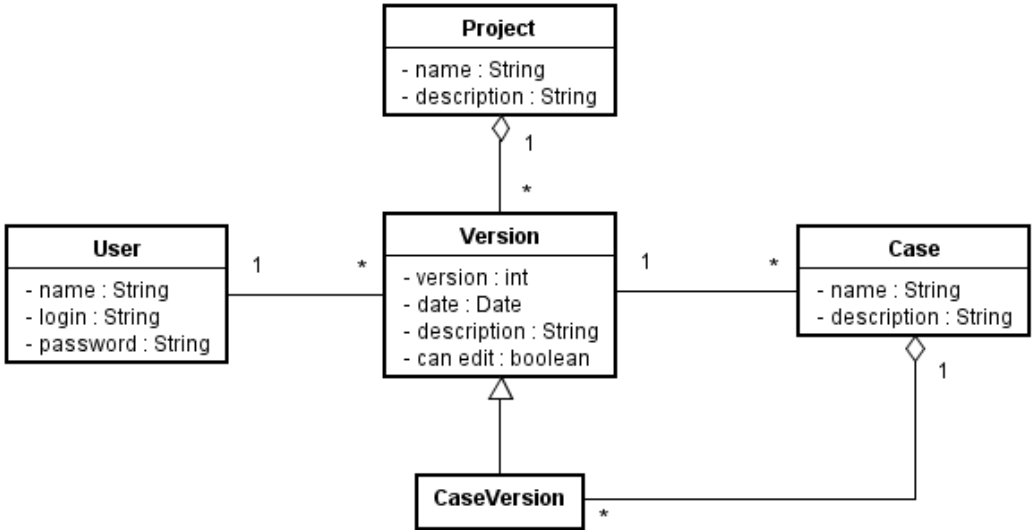 Project
- name : String
- description : String
1
*
User
- name : String
- login : String
- password : String
1
*
Version
- version : int
- date : Date
- description : String
- can edit : boolean
1
*
Case
- name : String
- description : String
1
CaseVersion
*